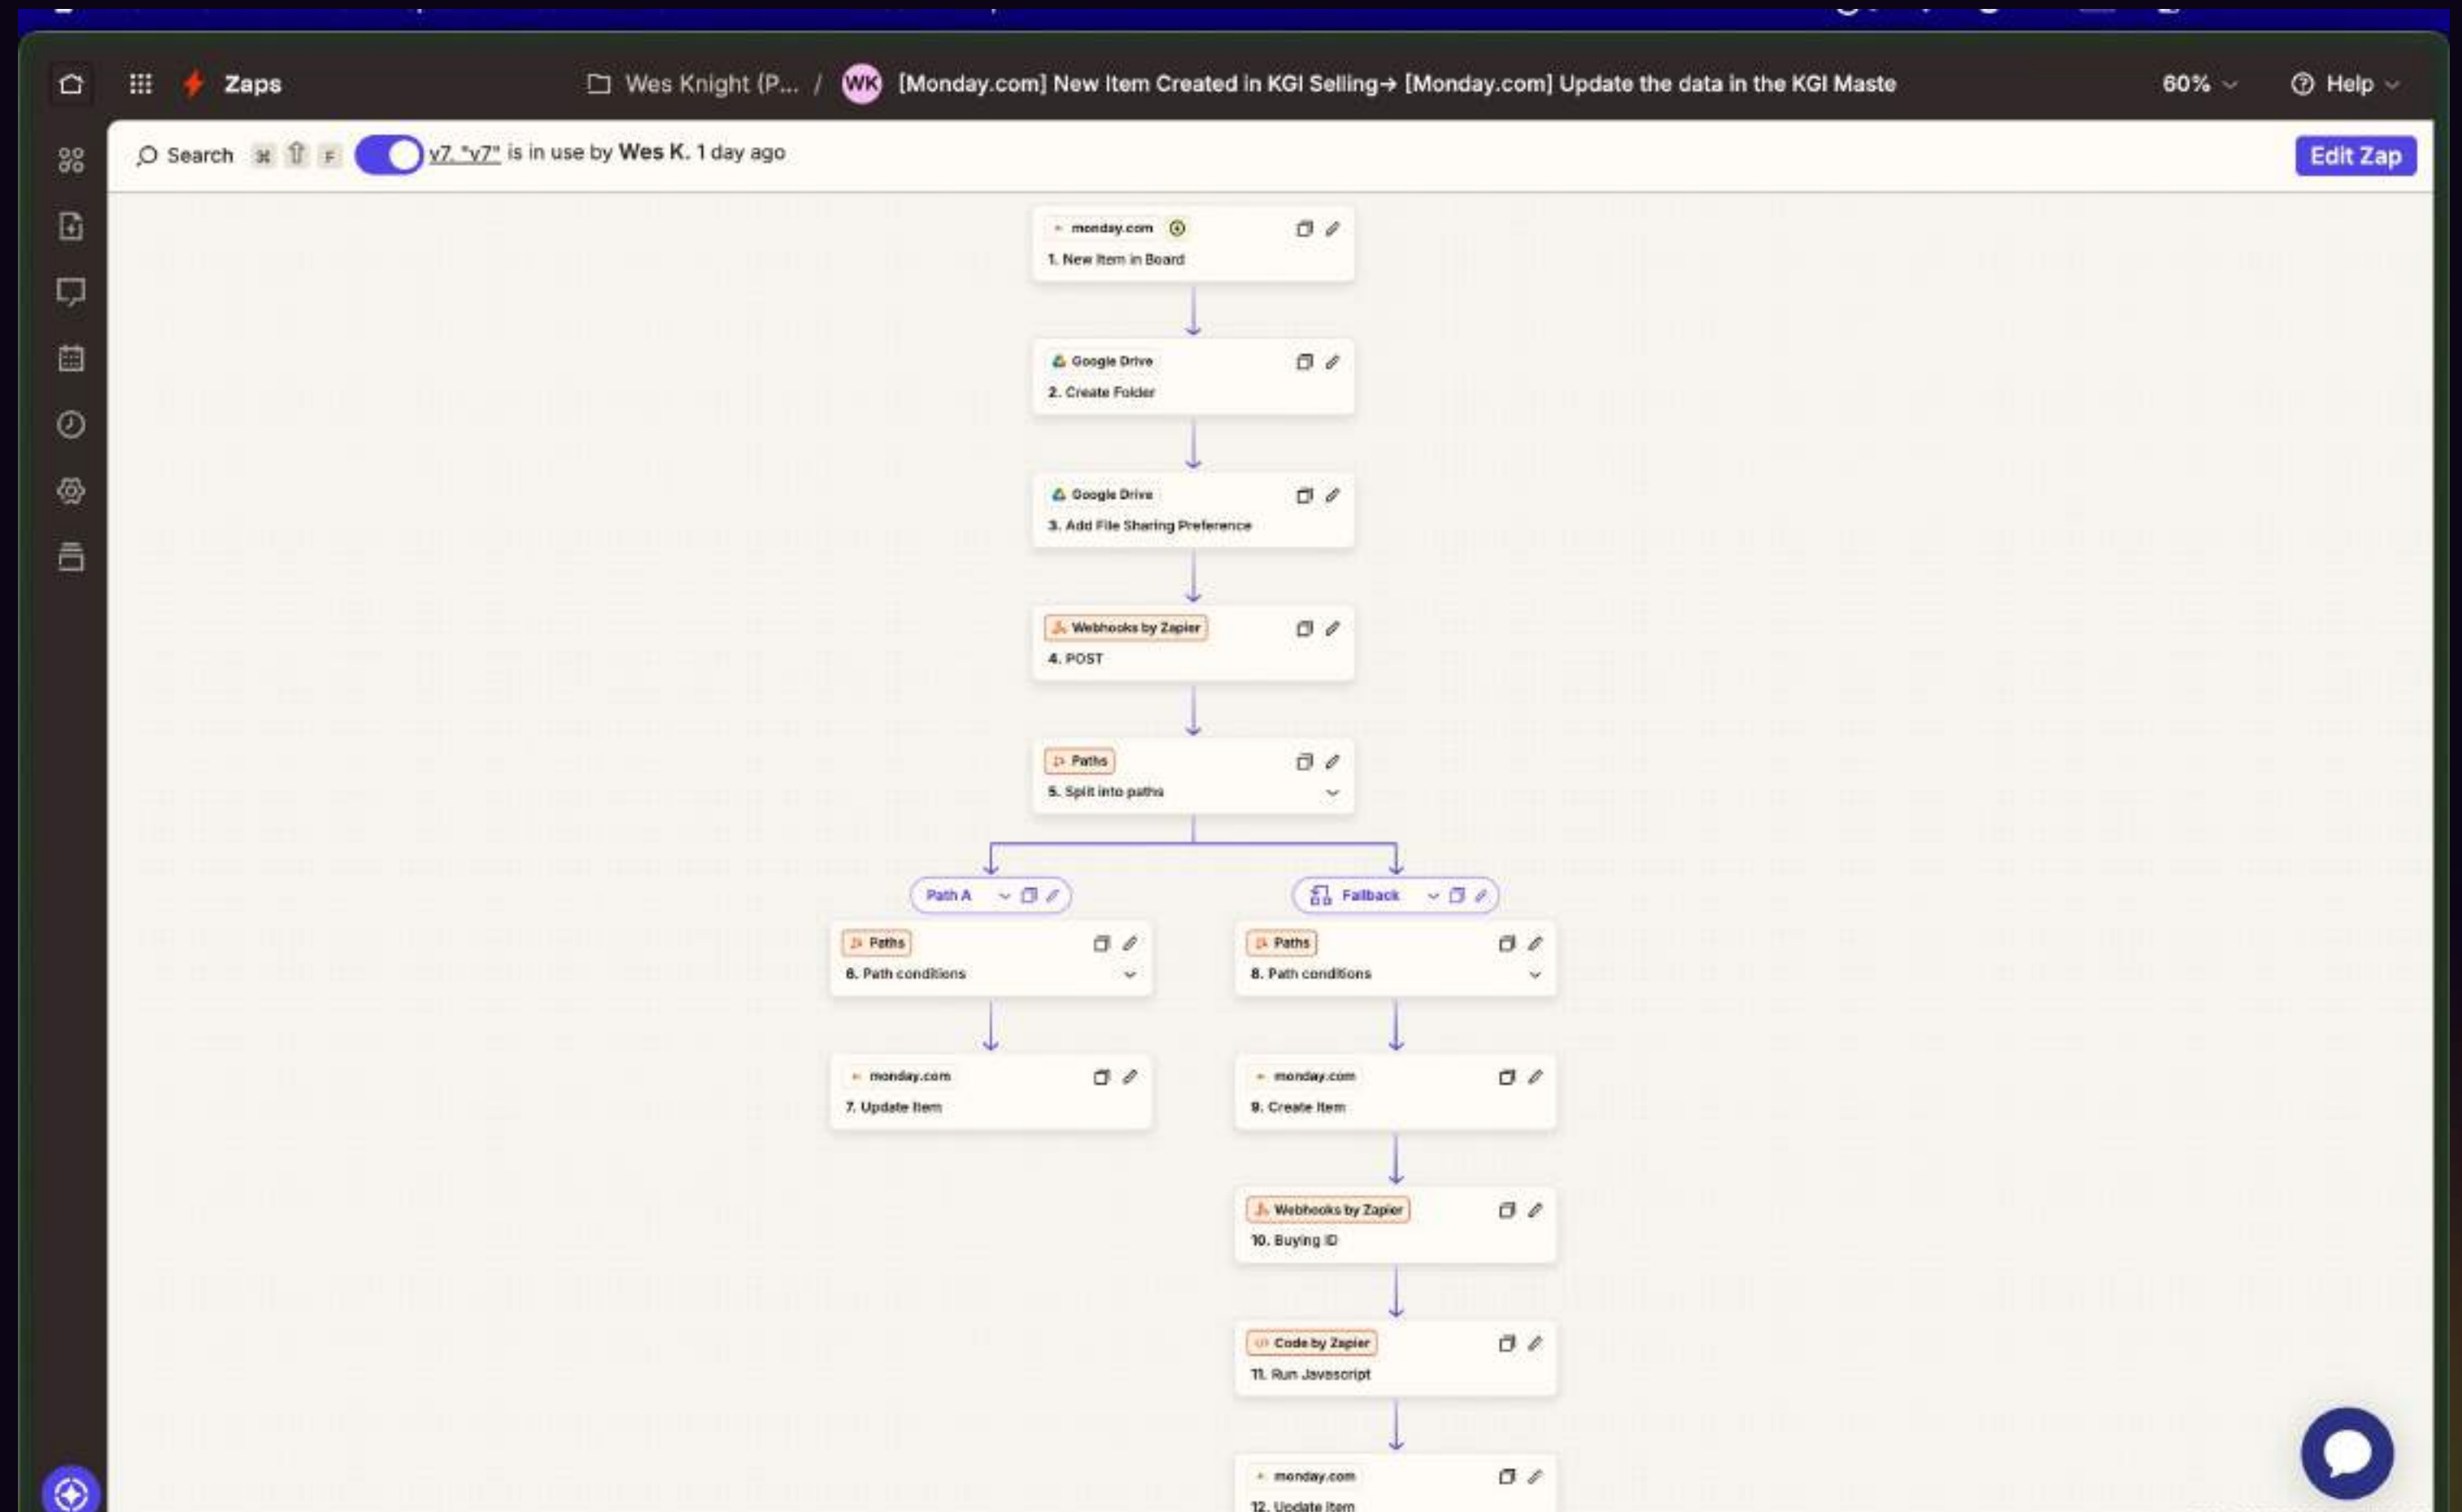 Zaps
Wes Knight (P... / WK [Monday.com] New Item Created in KGI Selling→ [Monday.com] Update the data in the KGI Maste
60%
Help
Search ⌘ ⇧ F
v7. "v7" is in use by Wes K. 1 day ago
Edit Zap
monday.com
1. New Item in Board
Google Drive
2. Create Folder
Google Drive
3. Add File Sharing Preference
Webhooks by Zapier
4. POST
Paths
5. Split into paths
Path A
Fallback
Paths
6. Path conditions
Paths
8. Path conditions
monday.com
7. Update Item
monday.com
9. Create Item
Webhooks by Zapier
10. Buying ID
Code by Zapier
11. Run Javascript
monday.com
12. Update Item